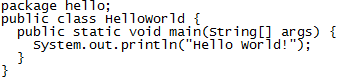 package hello;
public class HelloWorld {
  public static void main(String[] args) {
    System.out.println("Hello World!");
  }
}